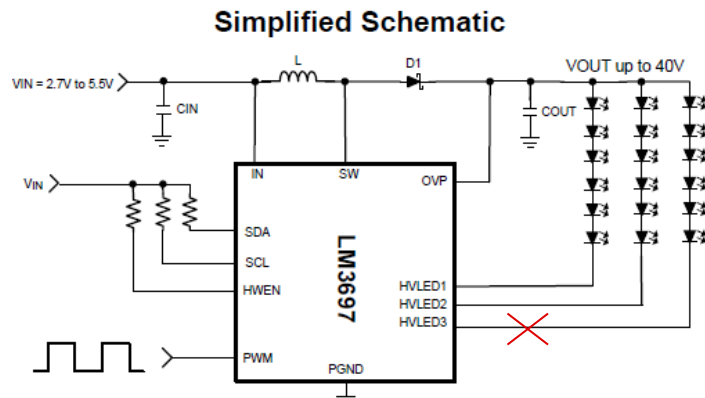 Simplified Schematic
L
D1
VIN = 2.7V to 5.5V
VOUT up to 40V
CIN
COUT
IN
SW
OVP
VIN
SDA
SCL
HWEN
LM3697
HVLED1
HVLED2
HVLED3
PWM
PGND